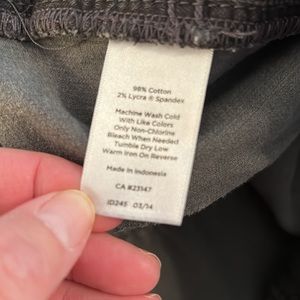 98% Cotton
2% Lycra ® Spandex
Machine Wash Cold
With Like Colors
Only Non-Chlorine
Bleach When Needed
Tumble Dry Low
Warm Iron On Reverse
Made in Indonesia
CA #23147
ID245 03/14